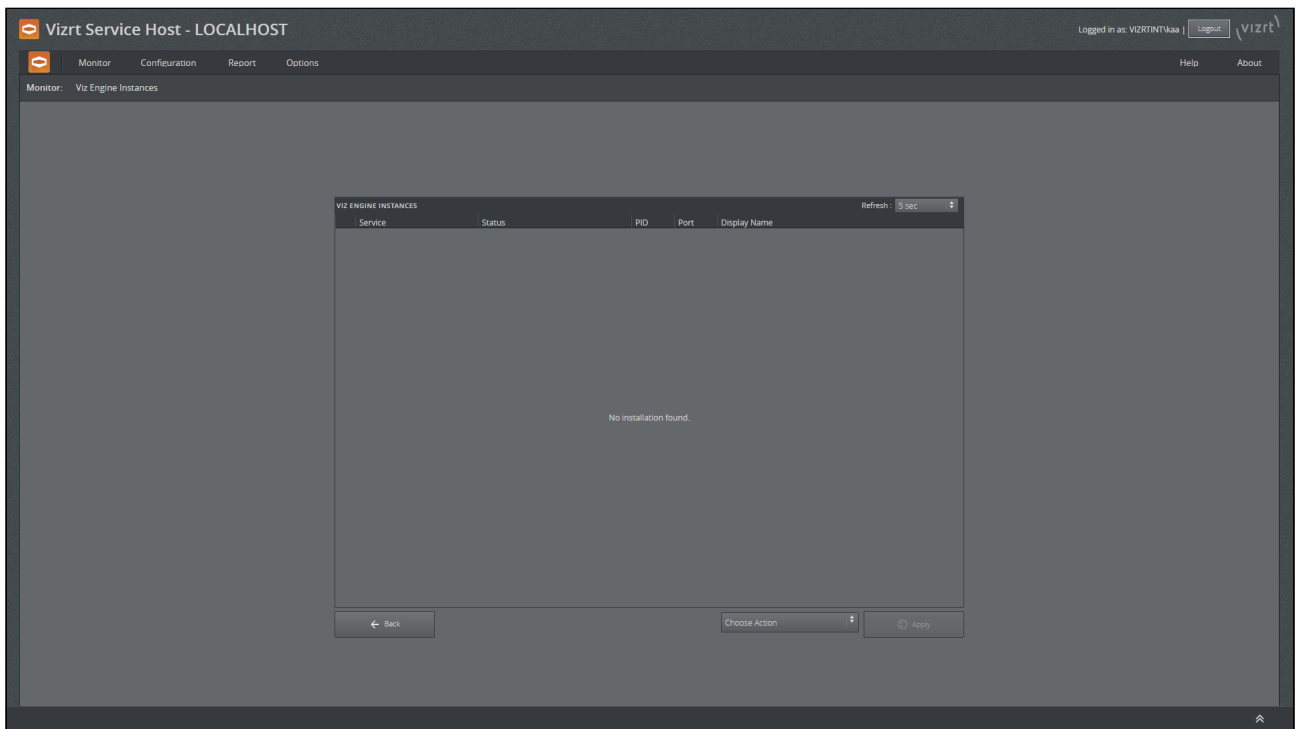 Vizrt Service Host - LOCALHOST
Logged in as: VIZRTINT\kaa | Logout vizrt
Monitor Configuration Report Options Help About
Monitor: Viz Engine Instances
VIZ ENGINE INSTANCES Refresh : 5 sec
Service Status PID Port Display Name
No installation found.
Back Choose Action Apply